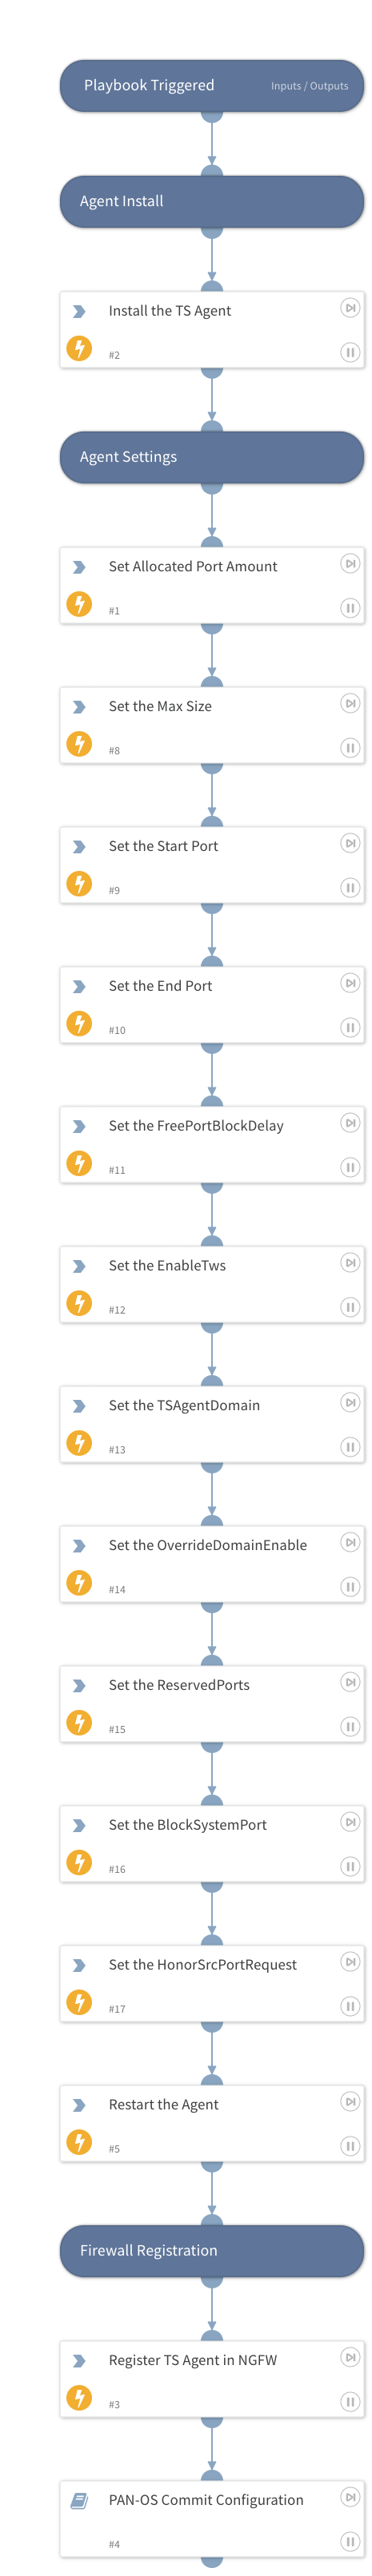 Playbook Triggered Inputs / Outputs
Agent Install
Install the TS Agent
#2
Agent Settings
Set Allocated Port Amount
#1
Set the Max Size
#8
Set the Start Port
#9
Set the End Port
#10
Set the FreePortBlockDelay
#11
Set the EnableTws
#12
Set the TSAgentDomain
#13
Set the OverrideDomainEnable
#14
Set the ReservedPorts
#15
Set the BlockSystemPort
#16
Set the HonorSrcPortRequest
#17
Restart the Agent
#5
Firewall Registration
Register TS Agent in NGFW
#3
PAN-OS Commit Configuration
#4